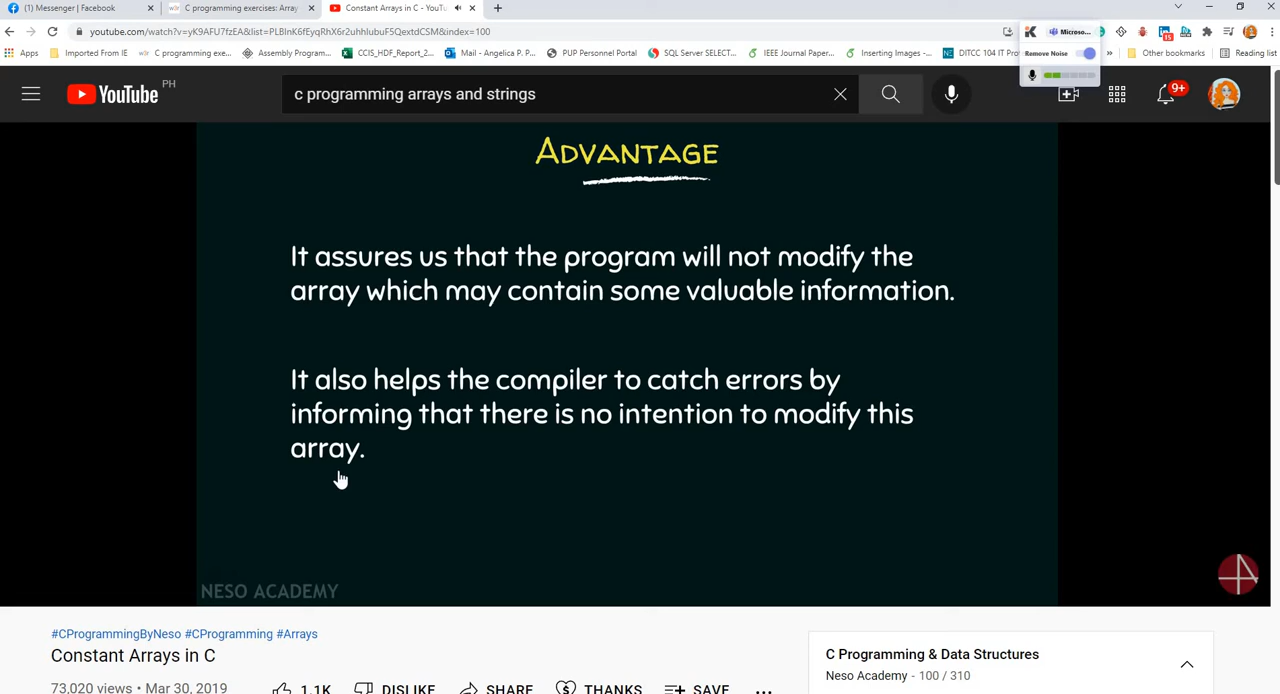 (1) Messenger | Facebook
C programming exercises: Array
Constant Arrays in C - YouTu
youtube.com/watch?v=yK9AFU7fzEA&list=PLBlnK6fEyqRhX6r2uhhlubuF5QextdCSM&index=100
Microso...
Remove Noise
Apps
Imported From IE
C programming exe...
Assembly Program...
CCIS_HDF_Report_2...
Mail - Angelica P. P...
PUP Personnel Portal
SQL Server SELECT...
IEEE Journal Paper...
Inserting Images -...
DITCC 104 IT Pro
»
Other bookmarks
Reading list
15
YouTube PH
c programming arrays and strings
9+
ADVANTAGE
It assures us that the program will not modify the
array which may contain some valuable information.
It also helps the compiler to catch errors by
informing that there is no intention to modify this
array.
NESO ACADEMY
#CProgrammingByNeso #CProgramming #Arrays
Constant Arrays in C
73,020 views • Mar 30, 2019
1.1K
DISLIKE
SHARE
THANKS
SAVE
...
C Programming & Data Structures
Neso Academy - 100 / 310